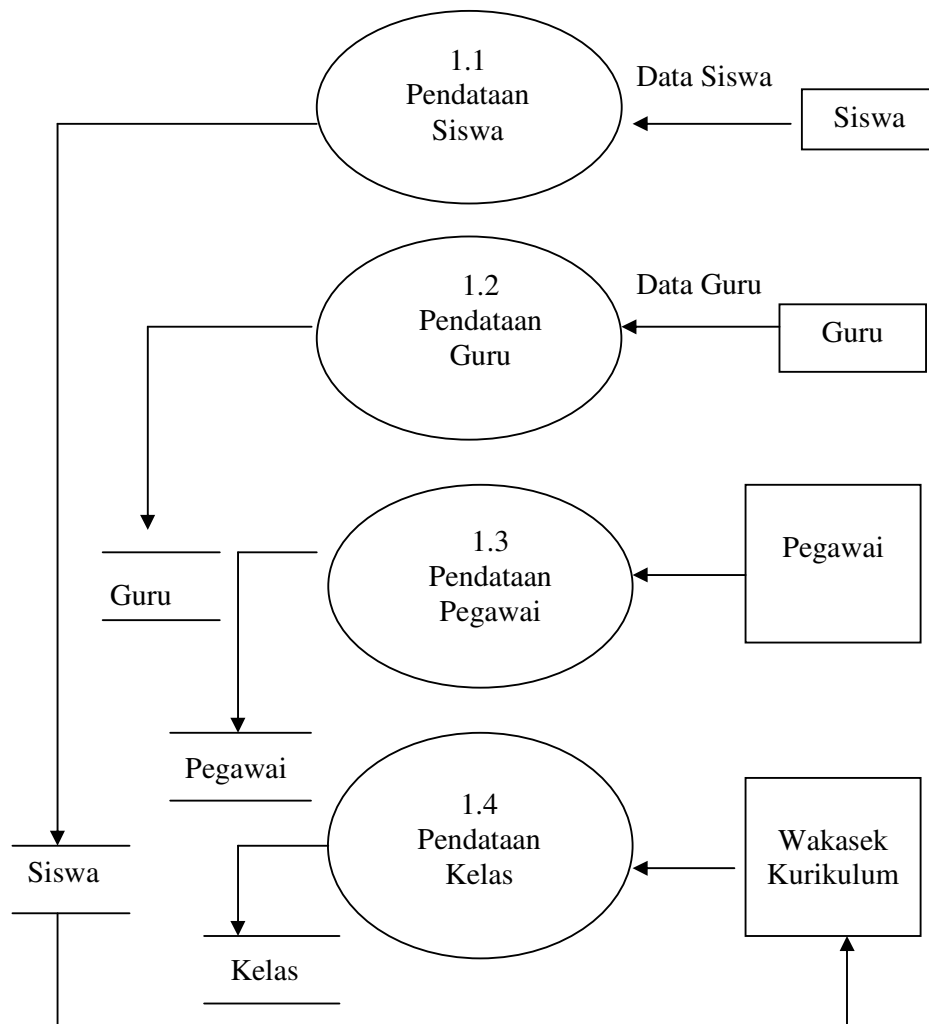 1.1
Pendataan
Siswa
Data Siswa
Siswa
1.2
Pendataan
Guru
Data Guru
Guru
1.3
Pendataan
Pegawai
Pegawai
Guru
Pegawai
1.4
Pendataan
Kelas
Wakasek
Kurikulum
Siswa
Kelas